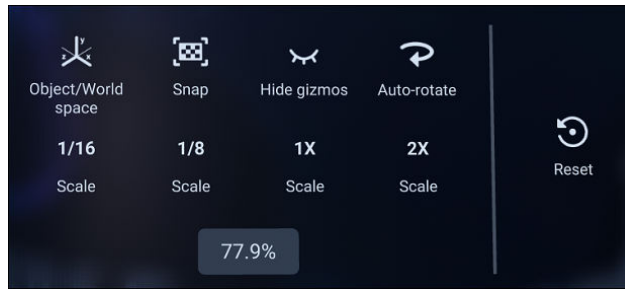 y
z x
Object/World
space
Snap
Hide gizmos
Auto-rotate
1/16
1/8
1X
2X
Scale
Scale
Scale
Scale
77.9%
Reset